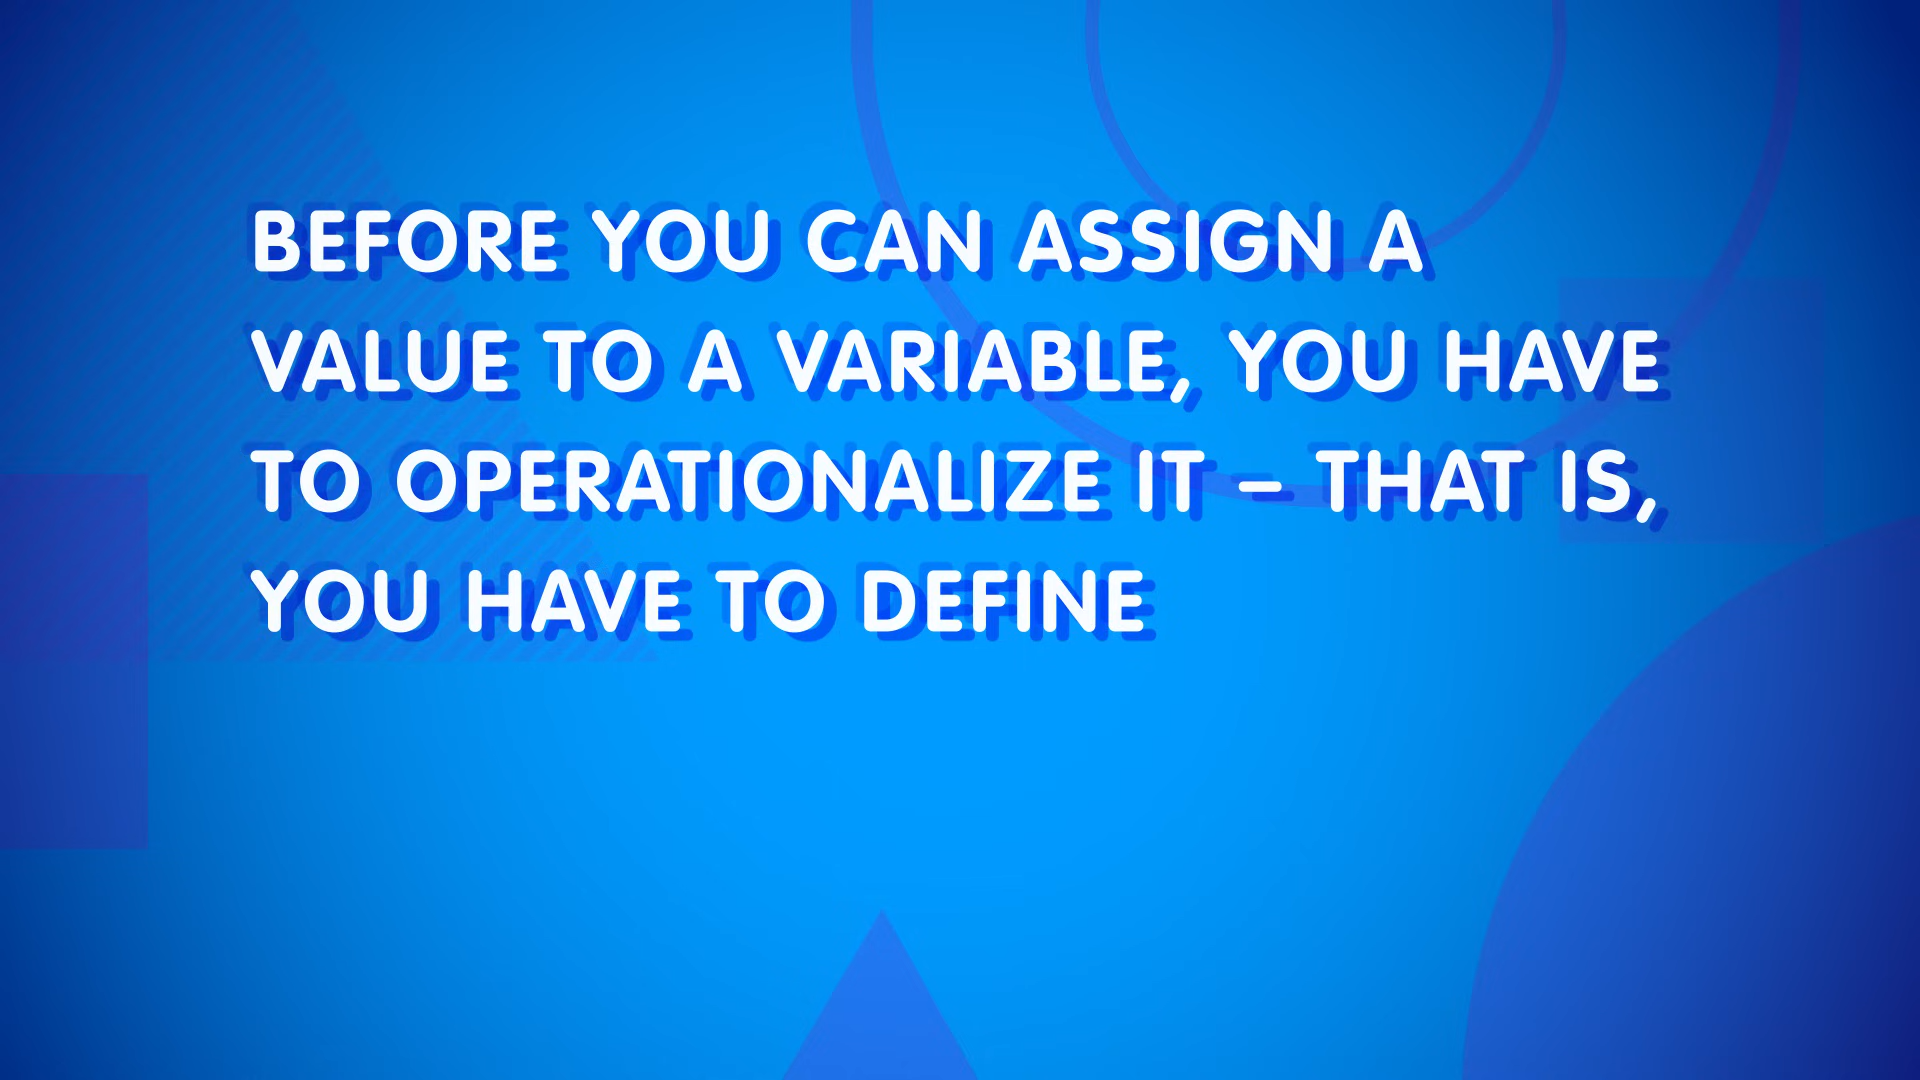 BEFORE YOU CAN ASSIGN A
VALUE TO A VARIABLE, YOU HAVE
TO OPERATIONALIZE IT – THAT IS,
YOU HAVE TO DEFINE